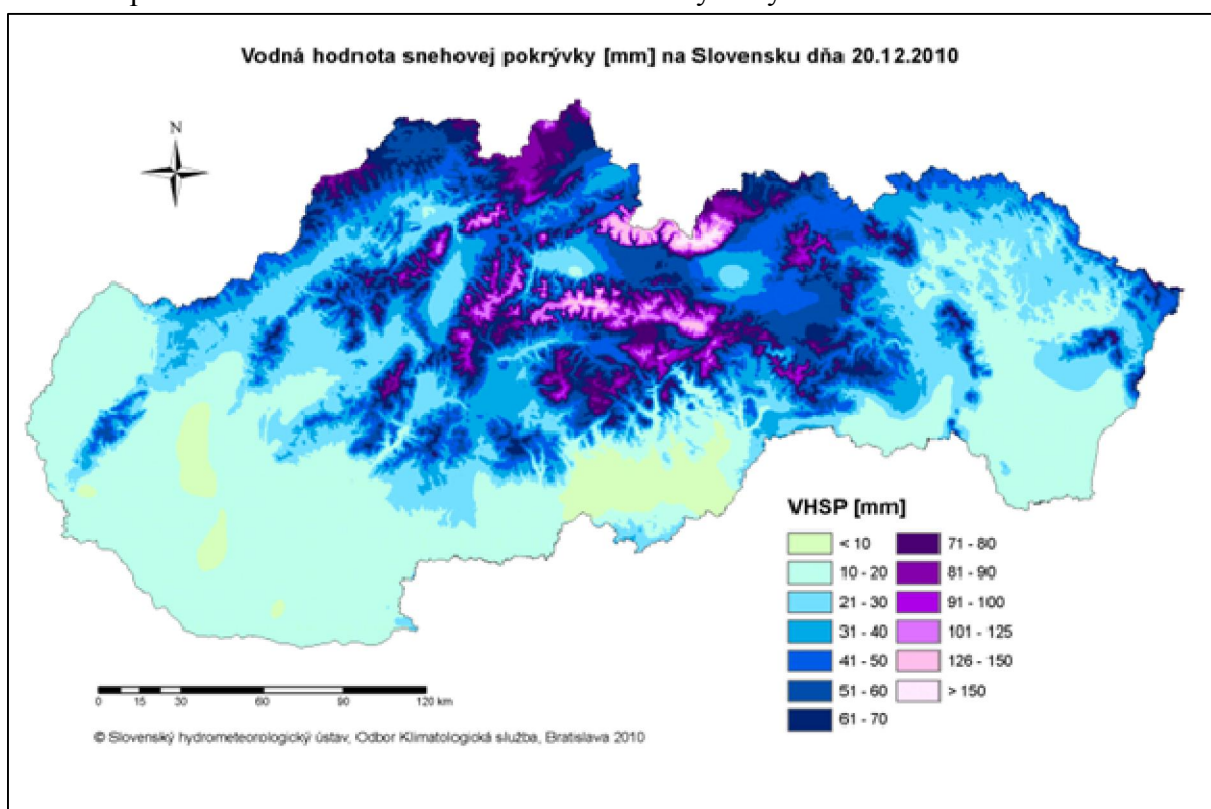 Vodná hodnota snehovej pokrývky [mm] na Slovensku dňa 20.12.2010
N
VHSP [mm]
< 10
10 - 20
21 - 30
31 - 40
41 - 50
51 - 60
61 - 70
71 - 80
81 - 90
91 - 100
101 - 125
126 - 150
> 150
0 15 30 60 90 120 km
© Slovenský hydrometeorologický ústav, Odbor Klimatologická služba, Bratislava 2010